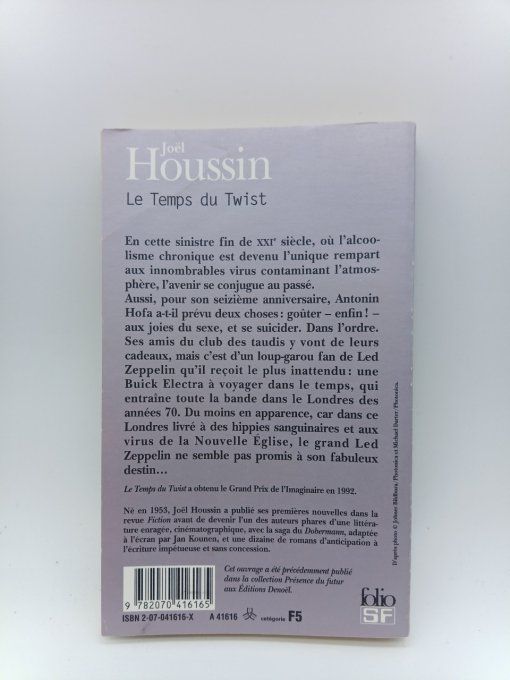 Joël
Houssin
Le Temps du Twist
En cette sinistre fin de XXIe siècle, où l'alcoo-
lisme chronique est devenu l'unique rempart
aux innombrables virus contaminant l'atmos-
phère, l'avenir se conjugue au passé.
Aussi, pour son seizième anniversaire, Antonin
Hofa a-t-il prévu deux choses : goûter – enfin ! –
aux joies du sexe, et se suicider. Dans l'ordre.
Ses amis du club des taudis y vont de leurs
cadeaux, mais c'est d'un loup-garou fan de Led
Zeppelin qu'il reçoit le plus inattendu : une
Buick Electra à voyager dans le temps, qui
entraîne toute la bande dans le Londres des
années 70. Du moins en apparence, car dans ce
Londres livré à des hippies sanguinaires et aux
virus de la Nouvelle Église, le grand Led
Zeppelin ne semble pas promis à son fabuleux
destin...
Le Temps du Twist a obtenu le Grand Prix de l'Imaginaire en 1992.
Né en 1953, Joël Houssin a publié ses premières nouvelles dans la
revue Fiction avant de devenir l'un des auteurs phares d'une littéra-
ture enragée, cinématographique, avec la saga du Dobermann, adaptée
à l'écran par Jan Kounen, et une dizaine de romans d'anticipation à
l'écriture impétueuse et sans concession.
Cet ouvrage a été précédemment publié
dans la collection Présence du futur
aux Éditions Denoël.
9 782070 416165
ISBN 2-07-041616-X A 41616 catégorie F5
folio
SF
D'après photo © Photonica et Michael Photonica.